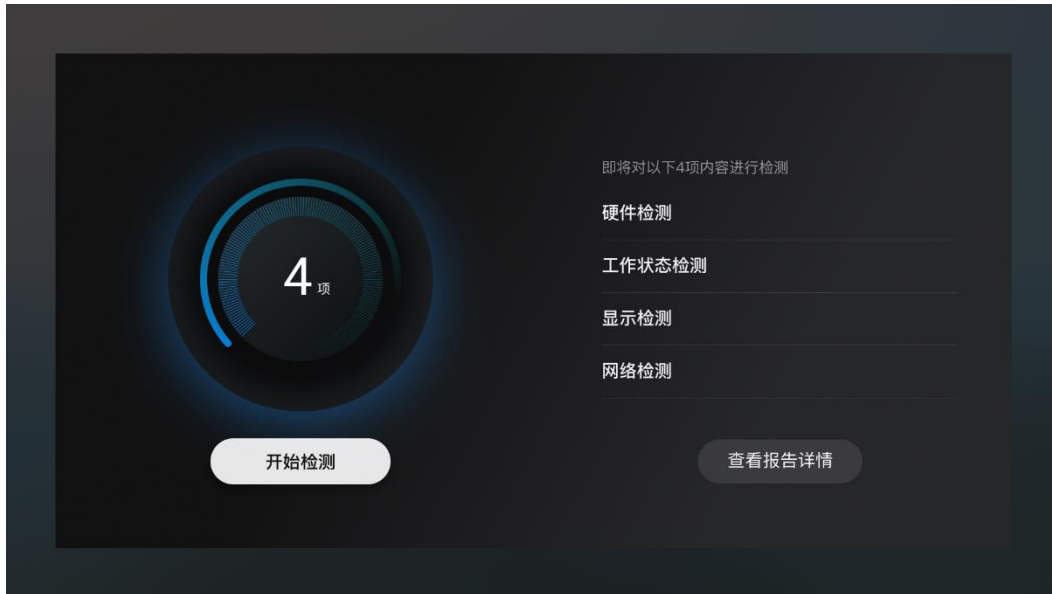 4项
开始检测
即将对以下4项内容进行检测
硬件检测
工作状态检测
显示检测
网络检测
查看报告详情